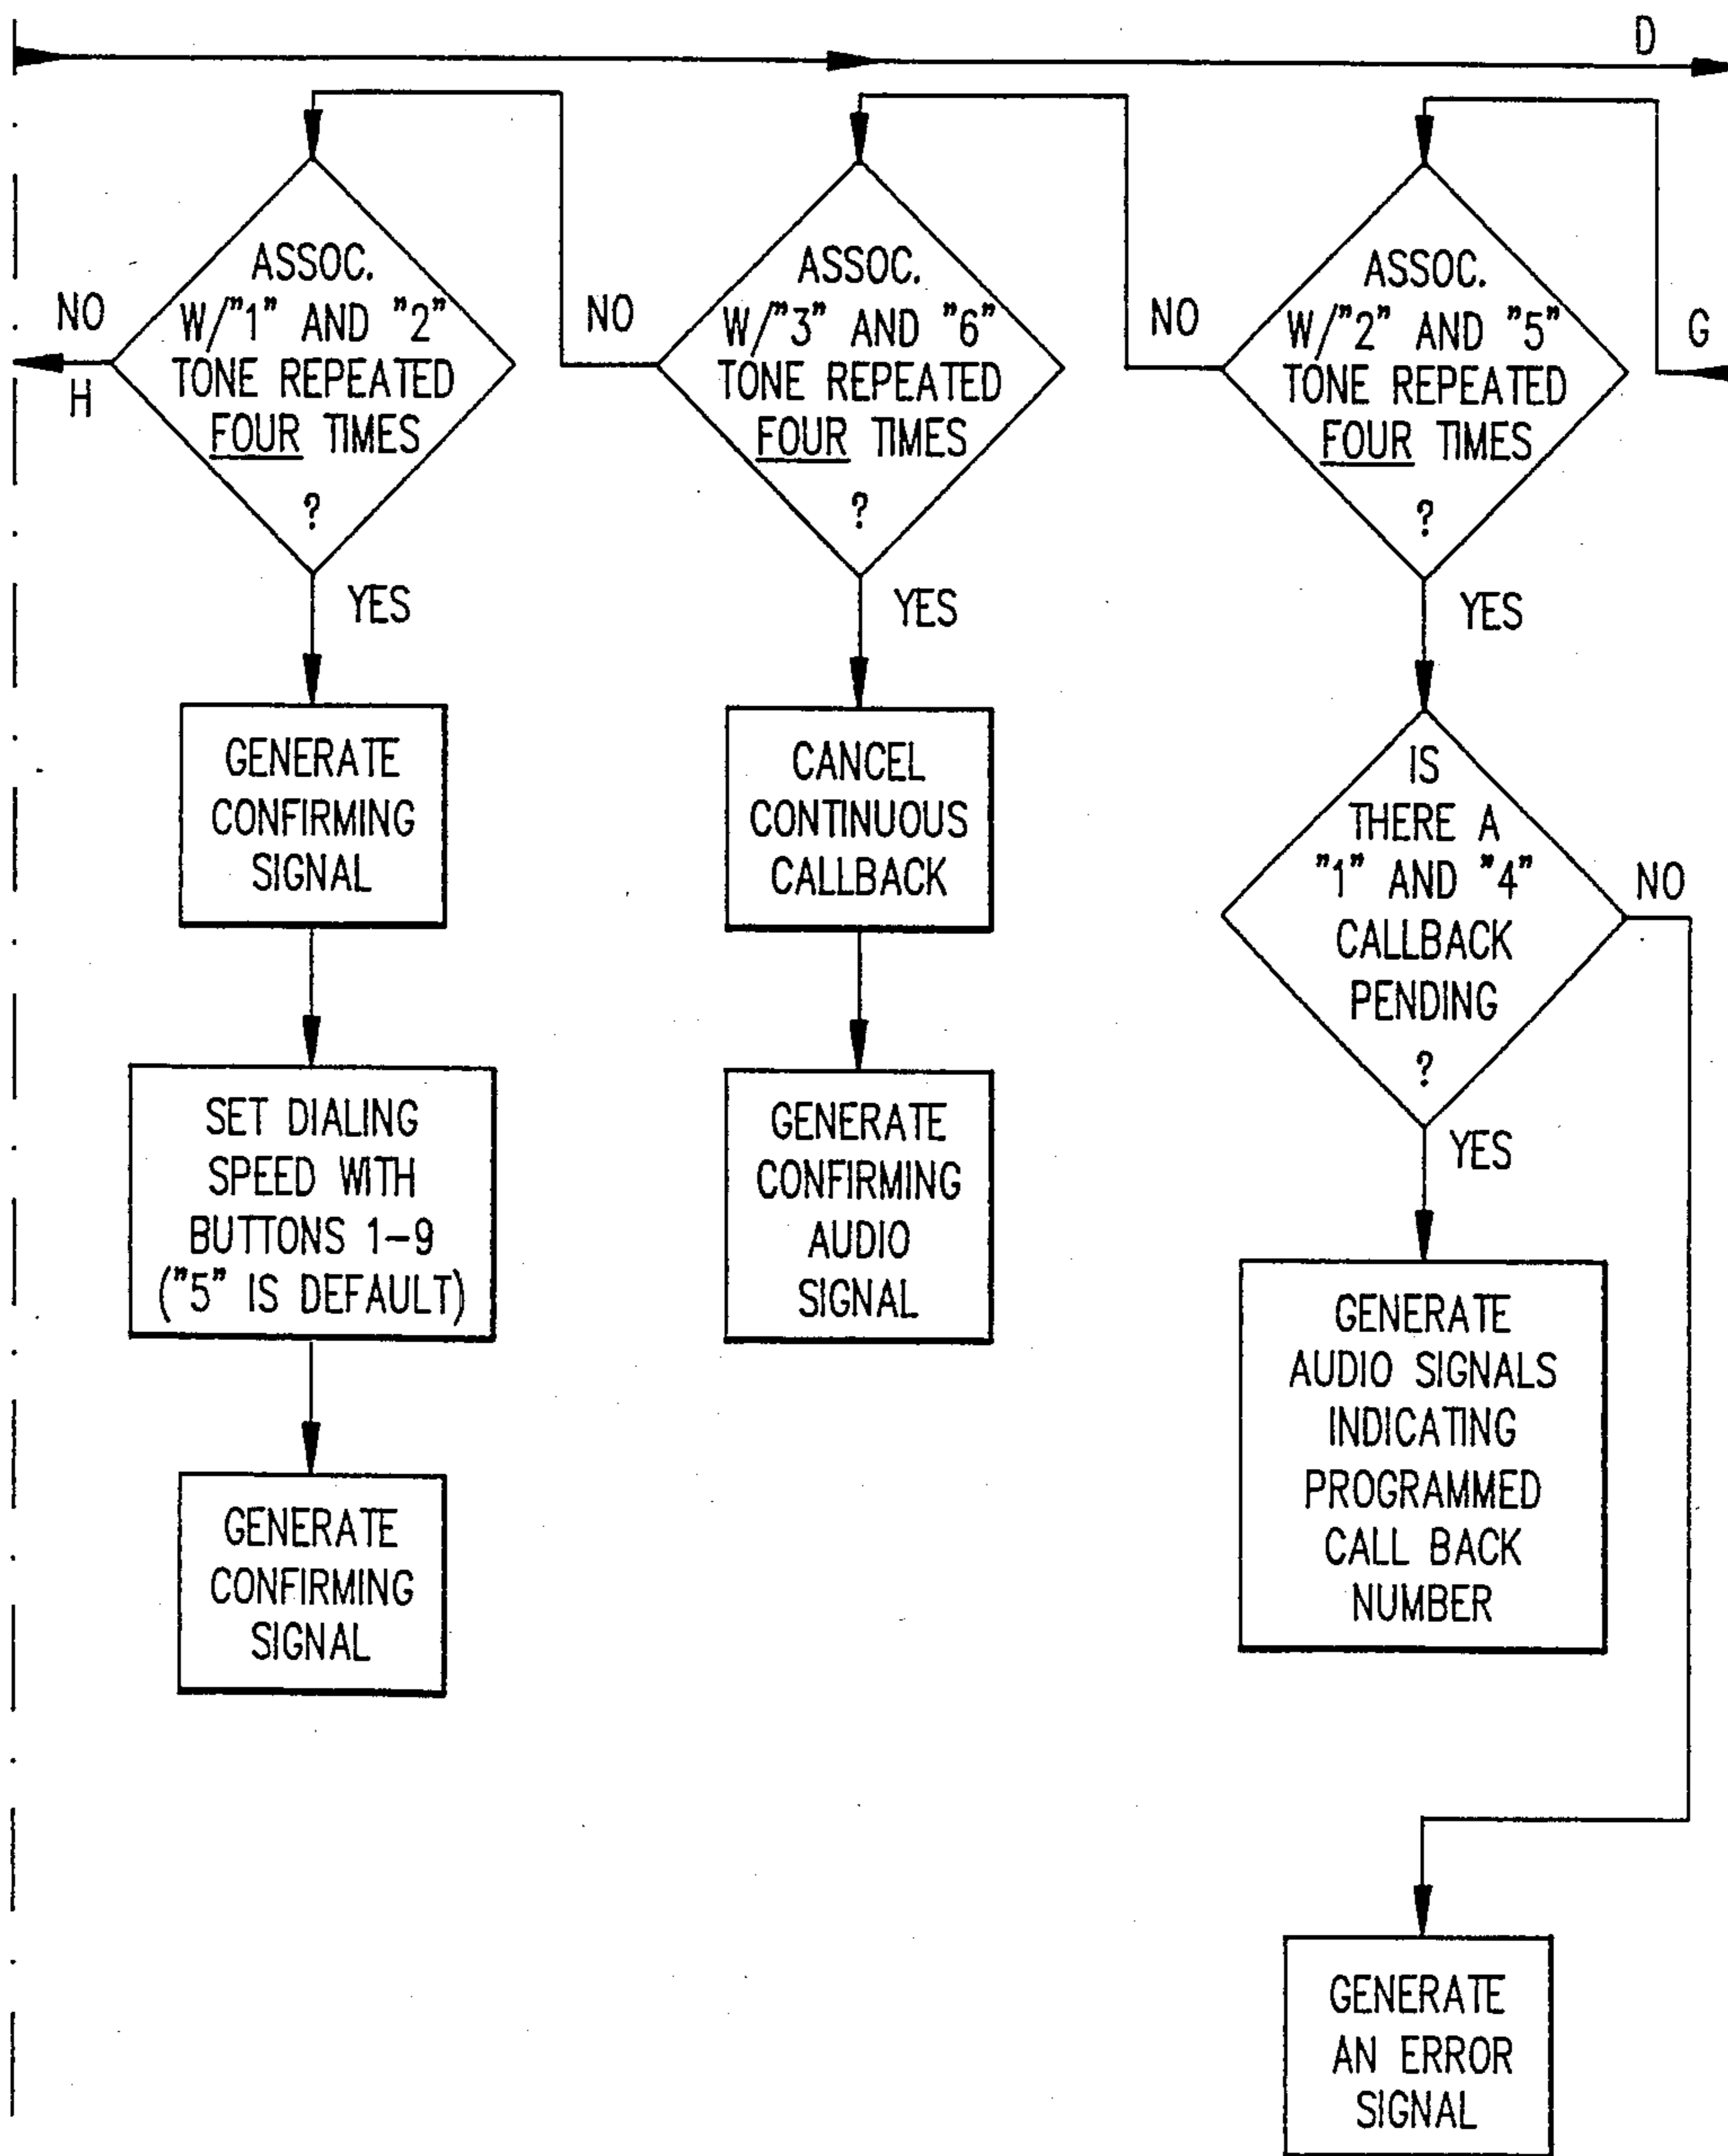 D
ASSOC.
W/"1" AND "2"
TONE REPEATED
FOUR TIMES
?
NO
H
YES
GENERATE
CONFIRMING
SIGNAL
SET DIALING
SPEED WITH
BUTTONS 1-9
("5" IS DEFAULT)
GENERATE
CONFIRMING
SIGNAL
ASSOC.
W/"3" AND "6"
TONE REPEATED
FOUR TIMES
?
NO
YES
CANCEL
CONTINUOUS
CALLBACK
GENERATE
CONFIRMING
AUDIO
SIGNAL
ASSOC.
W/"2" AND "5"
TONE REPEATED
FOUR TIMES
?
NO
G
YES
IS
THERE A
"1" AND "4"
CALLBACK
PENDING
?
NO
YES
GENERATE
AUDIO SIGNALS
INDICATING
PROGRAMMED
CALL BACK
NUMBER
GENERATE
AN ERROR
SIGNAL